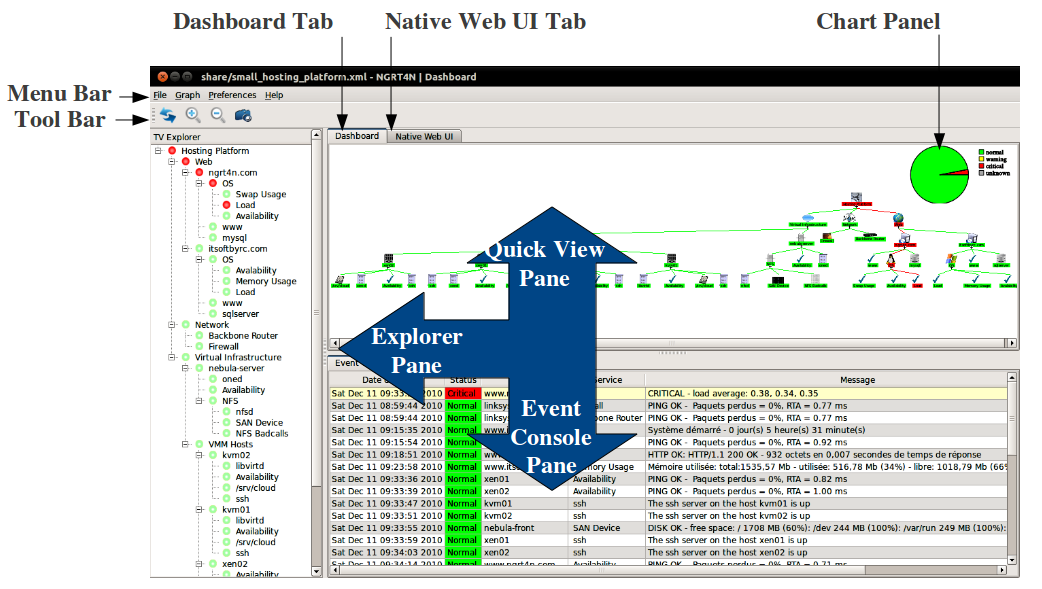 Dashboard Tab Native Web UI Tab Chart Panel
share/small_hosting_platform.xml - NGRT4N | Dashboard
Menu Bar
File Graph Preferences Help
Tool Bar
TV Explorer
Hosting Platform
Web
ngrt4n.com
OS
Swap Usage
Load
Availability
www
mysql
itsoftbyrc.com
OS
Avalability
Memory Usage
Load
www
sqlserver
Network
Backbone Router
Firewall
Virtual Infrastructure
nebula-server
oned
Availability
NFS
nfsd
SAN Device
NFS Badcalls
VMM Hosts
kvm02
libvirtd
Availability
/srv/cloud
ssh
kvm01
libvirtd
Availability
/srv/cloud
ssh
xen02
Availability
Dashboard Native Web UI
normal
warning
critical
unknown
Quick View
Pane
Explorer
Pane
Event
Console
Pane
Event
Date Status Service Message
Sat Dec 11 09:33: 2010 Critical CRITICAL - load average: 0.38, 0.34, 0.35
Sat Dec 11 08:59:44 2010 Normal PING OK - Paquets perdus = 0%, RTA = 0.77 ms
Sat Dec 11 08:59:44 2010 Normal Router PING OK - Paquets perdus = 0%, RTA = 0.77 ms
Sat Dec 11 09:15:35 2010 Normal Système démarré - 0 jour(s) 5 heure(s) 31 minute(s)
Sat Dec 11 09:15:54 2010 Normal PING OK - Paquets perdus = 0%, RTA = 0.92 ms
Sat Dec 11 09:18:51 2010 Normal HTTP OK: HTTP/1.1 200 OK - 932 octets en 0,007 secondes de temps de réponse
Sat Dec 11 09:23:58 2010 Normal Usage Mémoire utilisée: total:1535,57 Mb - utilisée: 516,78 Mb (34%) - libre: 1018,79 Mb (66%
Sat Dec 11 09:33:36 2010 Normal xen01 Availability PING OK - Paquets perdus = 0%, RTA = 0.82 ms
Sat Dec 11 09:33:39 2010 Normal xen02 Availability PING OK - Paquets perdus = 0%, RTA = 1.00 ms
Sat Dec 11 09:33:47 2010 Normal kvm01 ssh The ssh server on the host kvm01 is up
Sat Dec 11 09:33:51 2010 Normal kvm02 ssh The ssh server on the host kvm02 is up
Sat Dec 11 09:33:55 2010 Normal nebula-front SAN Device DISK OK - free space: / 1708 MB (60%): /dev 244 MB (100%): /var/run 249 MB (100%):
Sat Dec 11 09:33:59 2010 Normal xen01 ssh The ssh server on the host xen01 is up
Sat Dec 11 09:34:03 2010 Normal xen02 ssh The ssh server on the host xen02 is up
Sat Dec 11 09:34:14 2010 Normal www.ngrt4n.com Availability PING OK - Paquets perdus = 0%, RTA = 0.71 ms